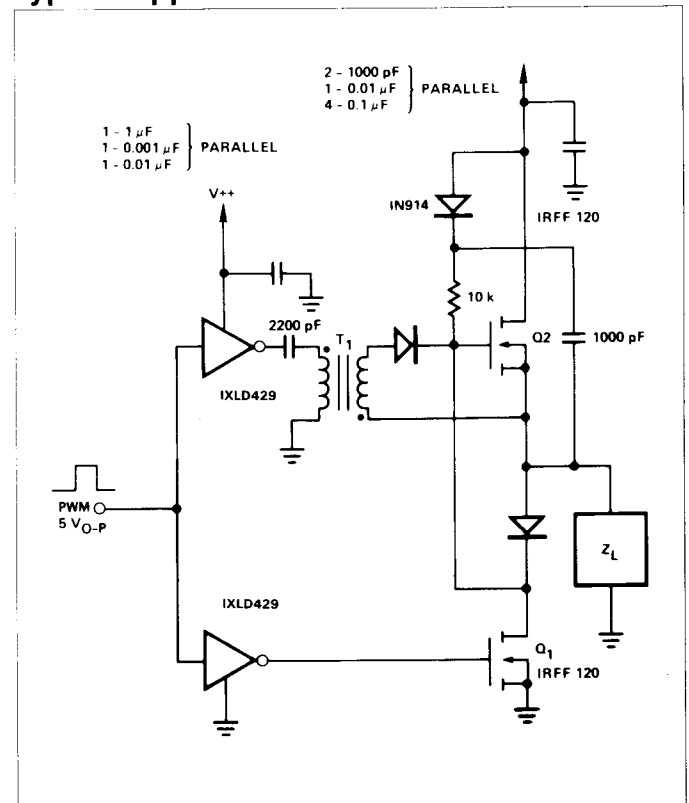 2 - 1000 pF
1 - 0.01 μF
4 - 0.1 μF
PARALLEL
1 - 1 μF
1 - 0.001 μF
1 - 0.01 μF
PARALLEL
V++
IN914
IRFF 120
10 k
2200 pF
T1
Q2
1000 pF
IXLD429
PWM
5 VO-P
ZL
IXLD429
Q1
IRFF 120